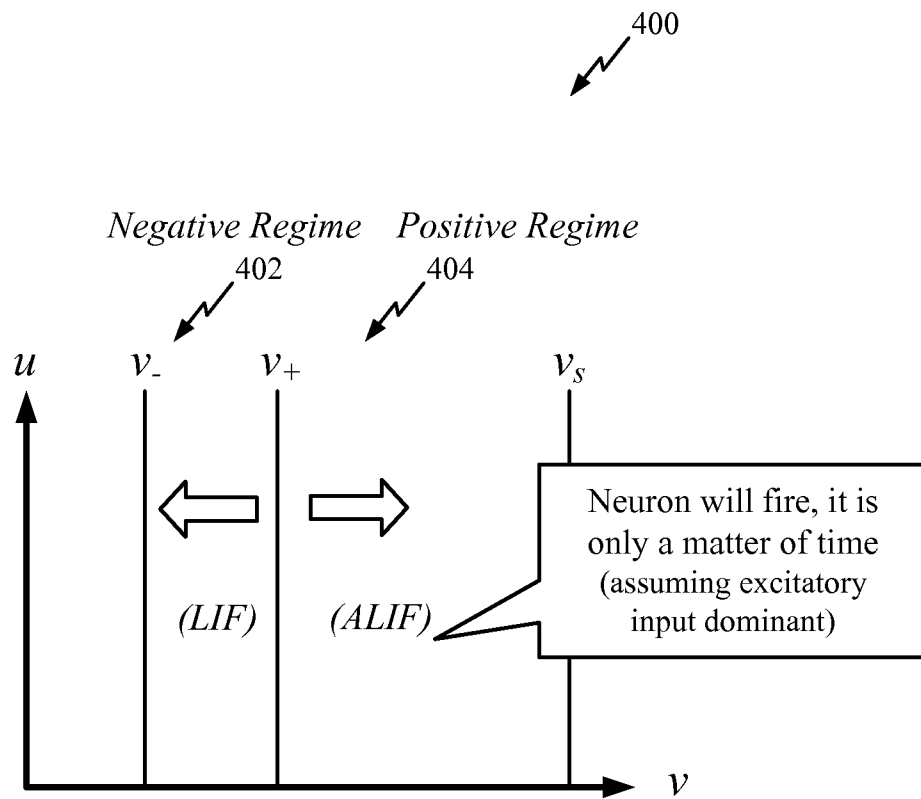 400
Negative Regime Positive Regime
402 404
u v- v+ vs
Neuron will fire, it is
only a matter of time
(assuming excitatory
input dominant)
(LIF) (ALIF)
v